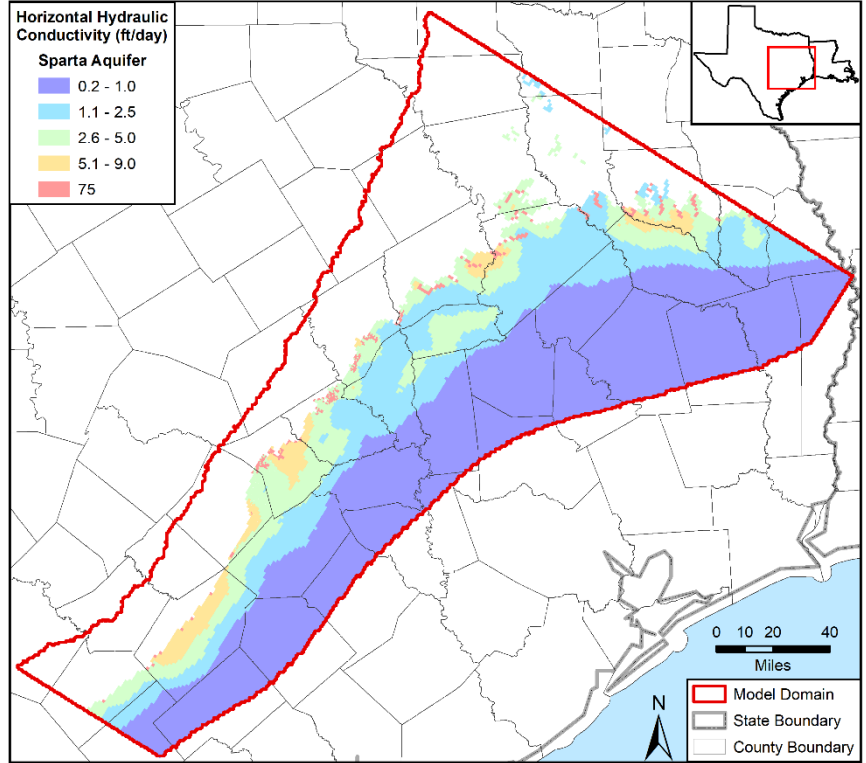 Horizontal Hydraulic
Conductivity (ft/day)
Sparta Aquifer
0.2 - 1.0
1.1 - 2.5
2.6 - 5.0
5.1 - 9.0
75
0 10 20 40
Miles
N
Model Domain
State Boundary
County Boundary